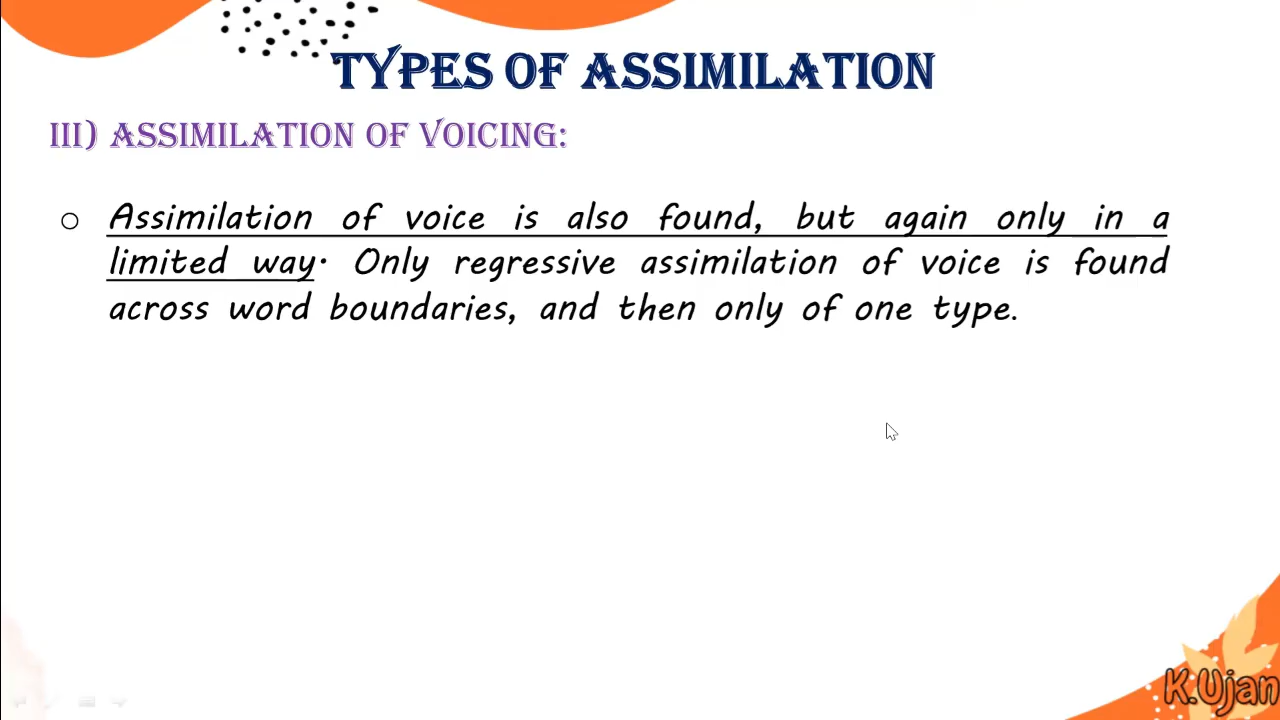 TYPES OF ASSIMILATION
III) ASSIMILATION OF VOICING:
o Assimilation of voice is also found, but again only in a
limited way. Only regressive assimilation of voice is found
across word boundaries, and then only of one type.
K.Ujan